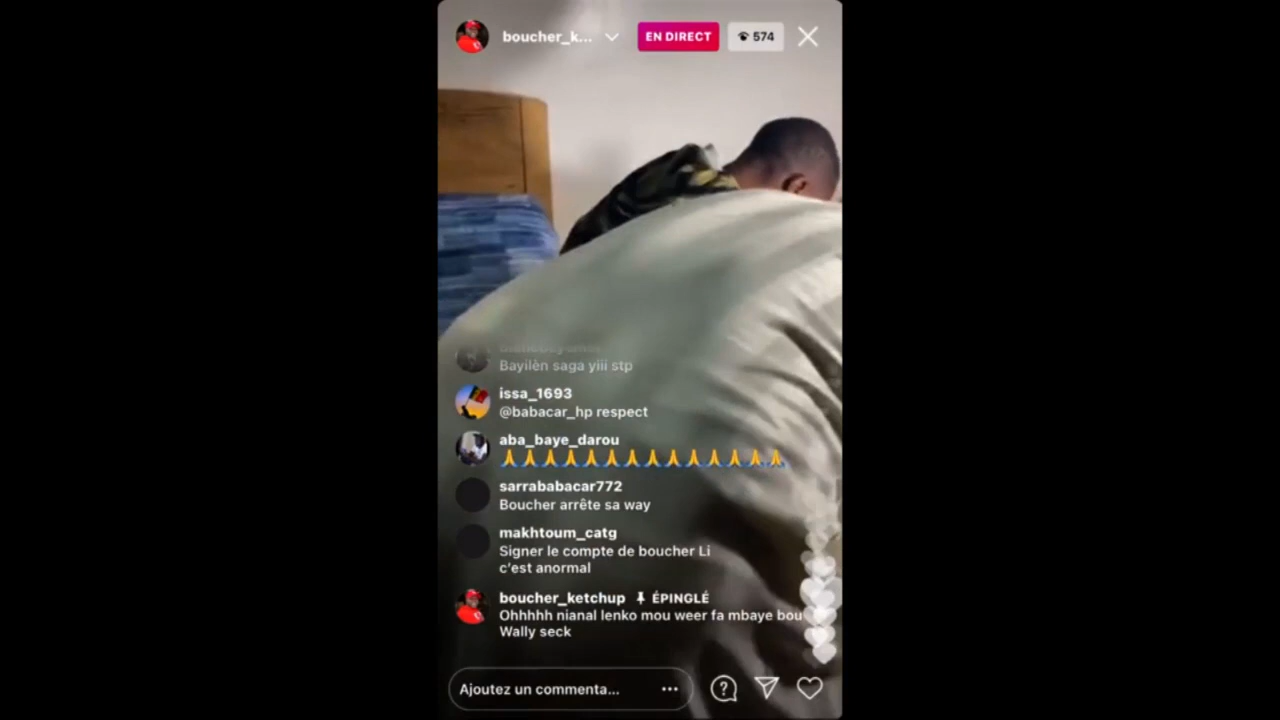 boucher_k...
EN DIRECT
574
Bayilèn saga yiii stp
issa_1693
@babacar_hp respect
aba_baye_darou
sarrababacar772
Boucher arrête sa way
makhtoum_catg
Signer le compte de boucher Li
c'est anormal
boucher_ketchup ÉPINGLÉ
Ohhhhh nianal lenko mou weer fa mbaye bou
Wally seck
Ajoutez un commenta...